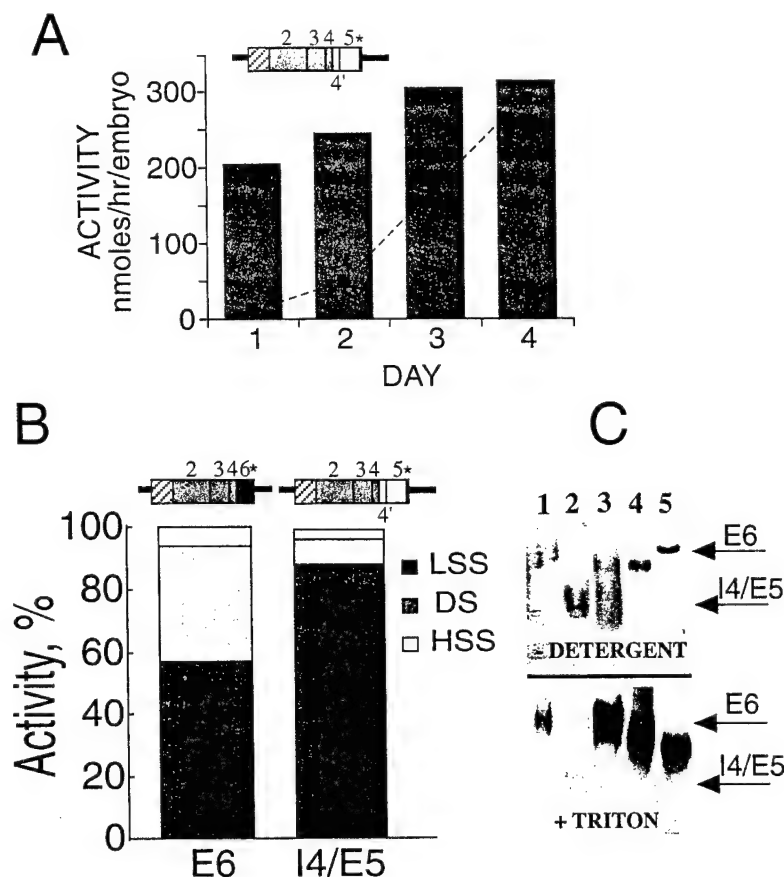 A
2 3 4 5*
4'
300
200
100
0
ACTIVITY
nmoles/hr/embryo
1 2 3 4
DAY
B
2 3 4 6*
2 3 4 5*
4'
100
80
60
40
20
0
Activity, %
E6 I4/E5
LSS
DS
HSS
C
1 2 3 4 5
E6
I4/E5
DETERGENT
E6
I4/E5
+ TRITON